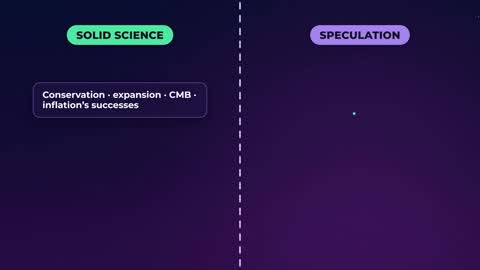 SOLID SCIENCE
SPECULATION
Conservation · expansion · CMB ·
inflation's successes